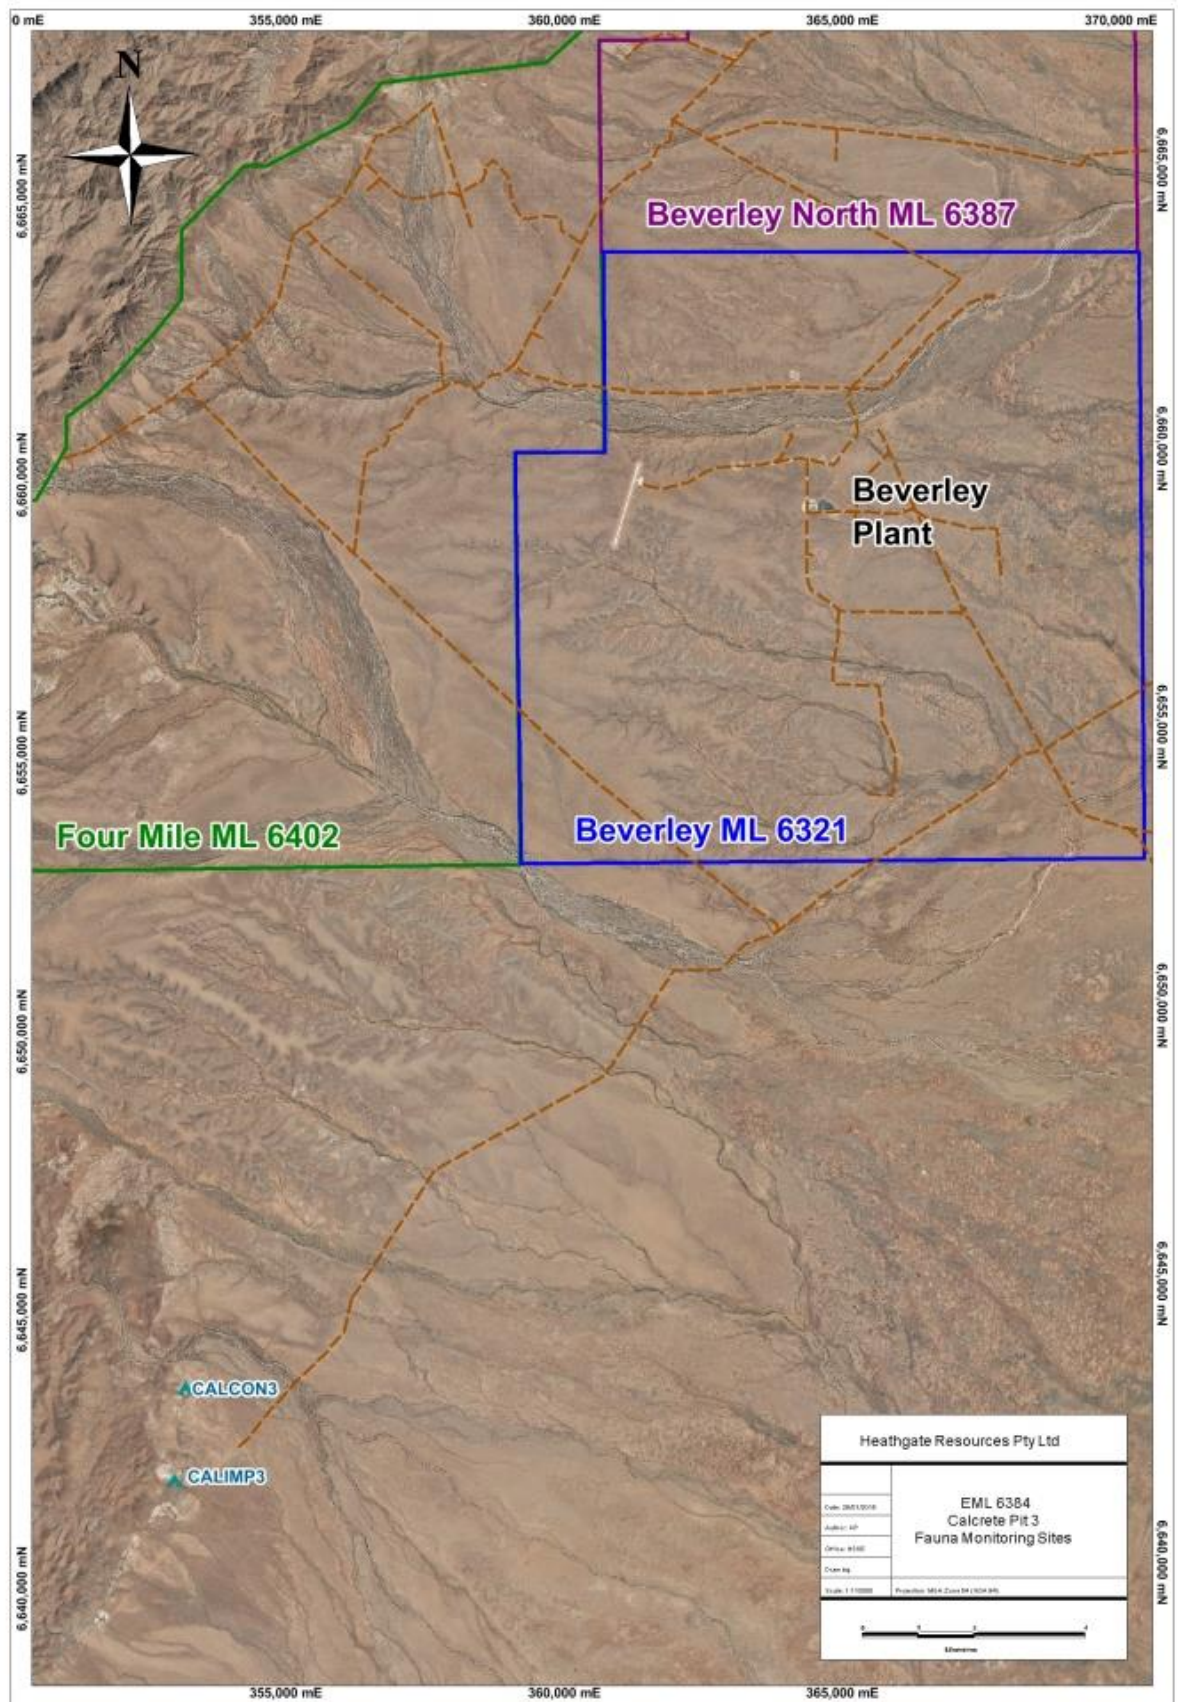 0 mE
355,000 mE
360,000 mE
365,000 mE
370,000 mE
N
6,665,000 mN
6,665,000 mN
Beverley North ML 6387
6,660,000 mN
6,660,000 mN
Beverley
Plant
6,655,000 mN
6,655,000 mN
Four Mile ML 6402
Beverley ML 6321
6,650,000 mN
6,650,000 mN
6,645,000 mN
6,645,000 mN
CALCON3
CALIMP3
6,640,000 mN
6,640,000 mN
Heathgate Resources Pty Ltd
EML 6384
Calcrete Pit 3
Fauna Monitoring Sites
Kilometres
355,000 mE
360,000 mE
365,000 mE